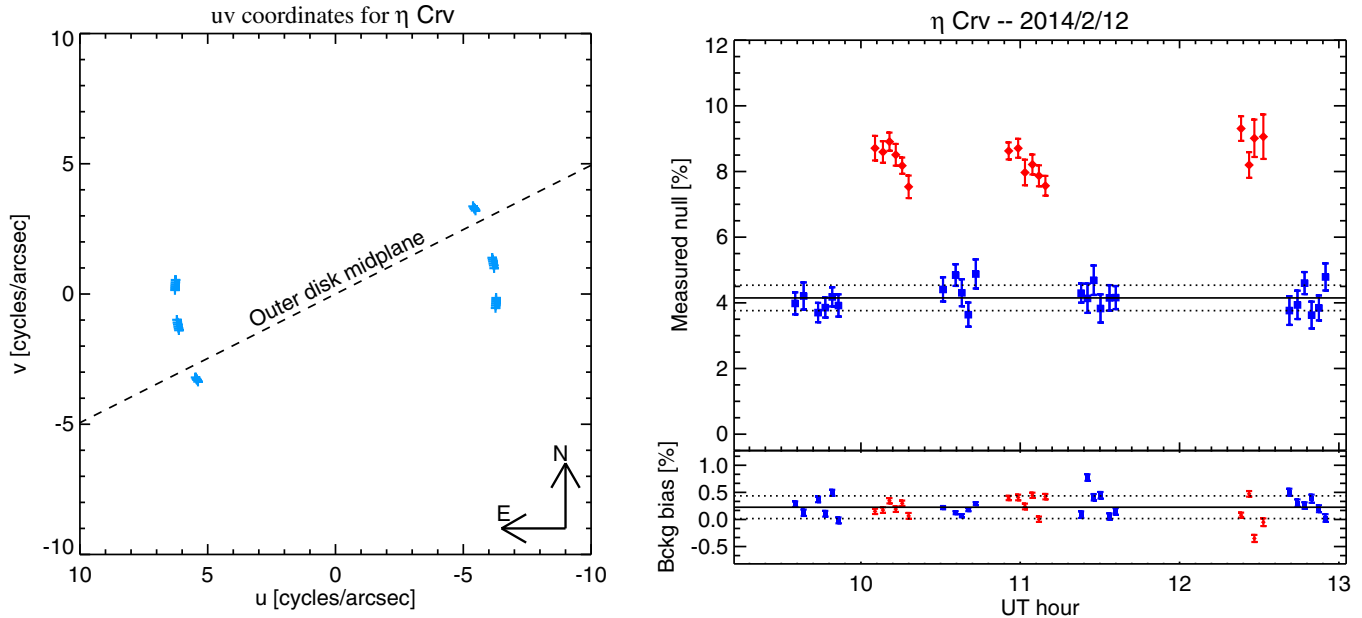 uv coordinates for η Crv
10
5
0
-5
-10
v [cycles/arcsec]
Outer disk midplane
N
E
10
5
0
-5
-10
u [cycles/arcsec]
η Crv -- 2014/2/12
12
10
8
6
4
2
0
Measured null [%]
1.0
0.5
0.0
-0.5
Bckg bias [%]
10
11
12
13
UT hour